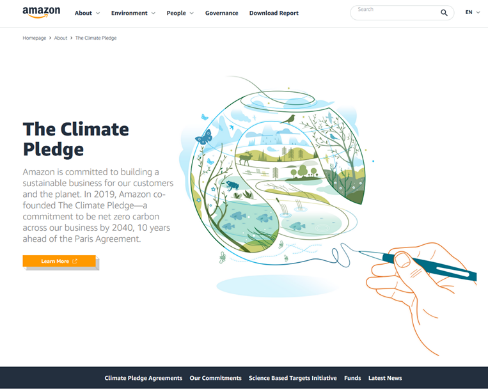 amazon
About Environment People Governance Download Report
Search
EN
Homepage > About > The Climate Pledge
The Climate
Pledge
Amazon is committed to building a
sustainable business for our customers
and the planet. In 2019, Amazon co-
founded The Climate Pledge—a
commitment to be net zero carbon
across our business by 2040, 10 years
ahead of the Paris Agreement.
Learn More
Climate Pledge Agreements Our Commitments Science Based Targets Initiative Funds Latest News